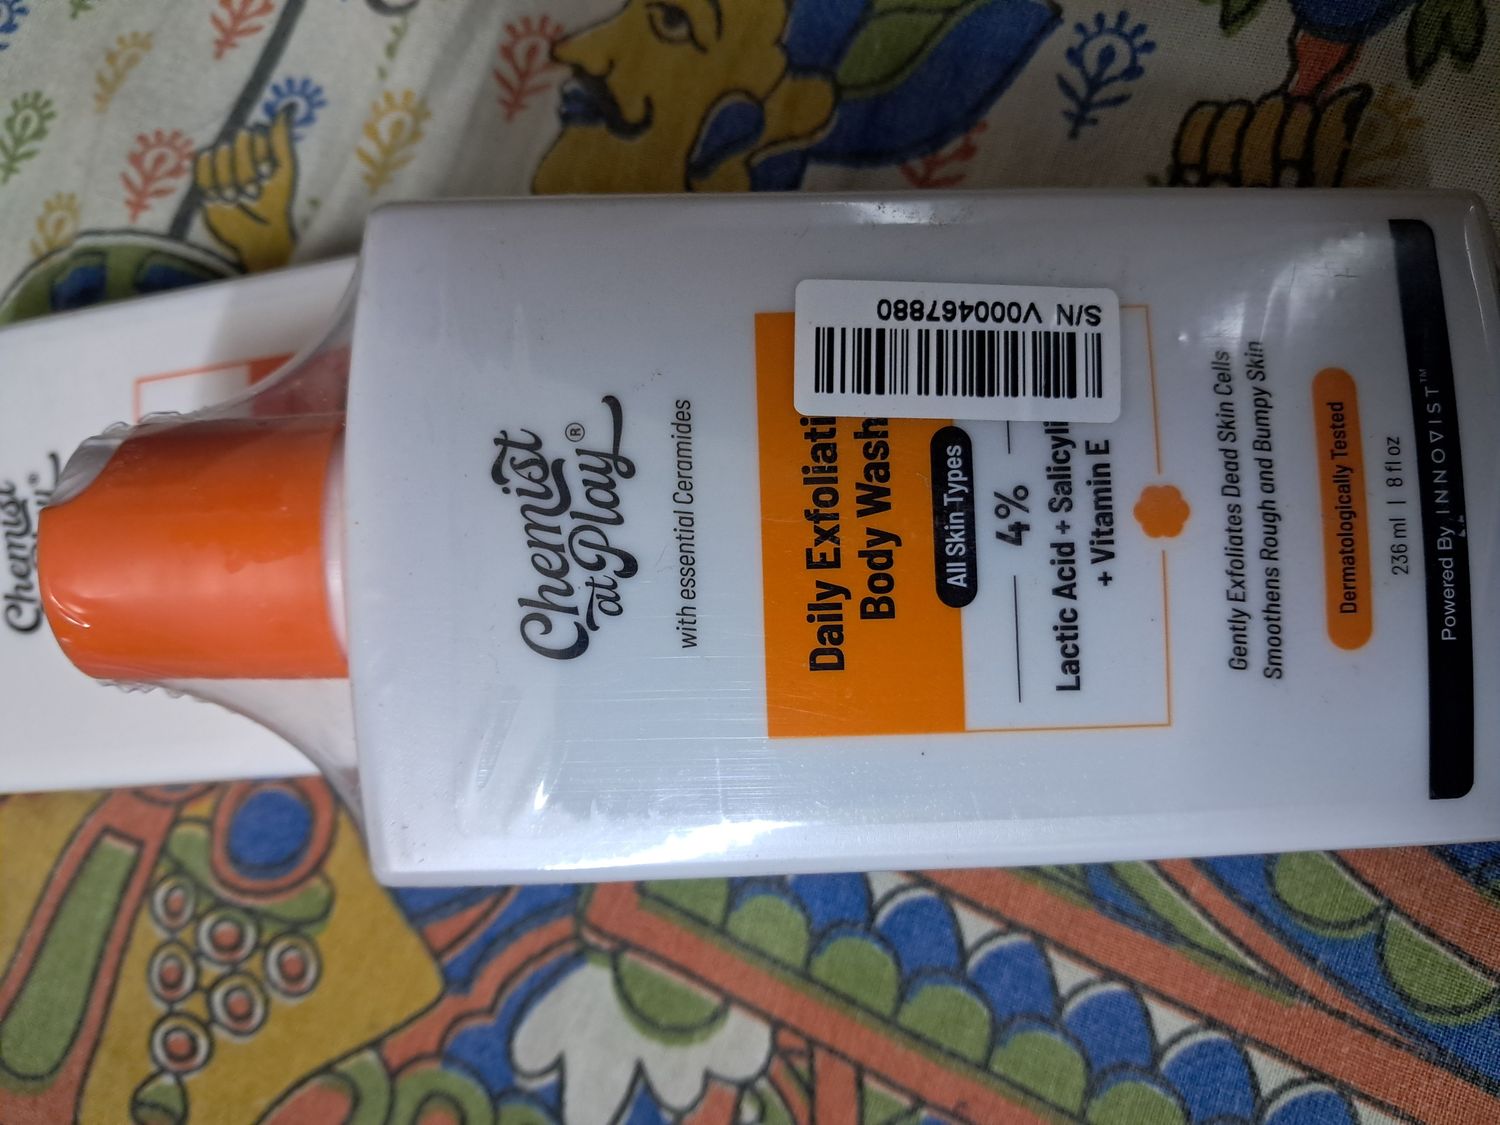 Chemist
at Play®
with essential Ceramides
Daily Exfoliati
Body Wash
All Skin Types
4%
Lactic Acid + Salicyli
+ Vitamin E
Gently Exfoliates Dead Skin Cells
Smoothens Rough and Bumpy Skin
Dermatologically Tested
236 ml | 8 fl oz
Powered By INNOVIST™
S/N V000467880
Chemist